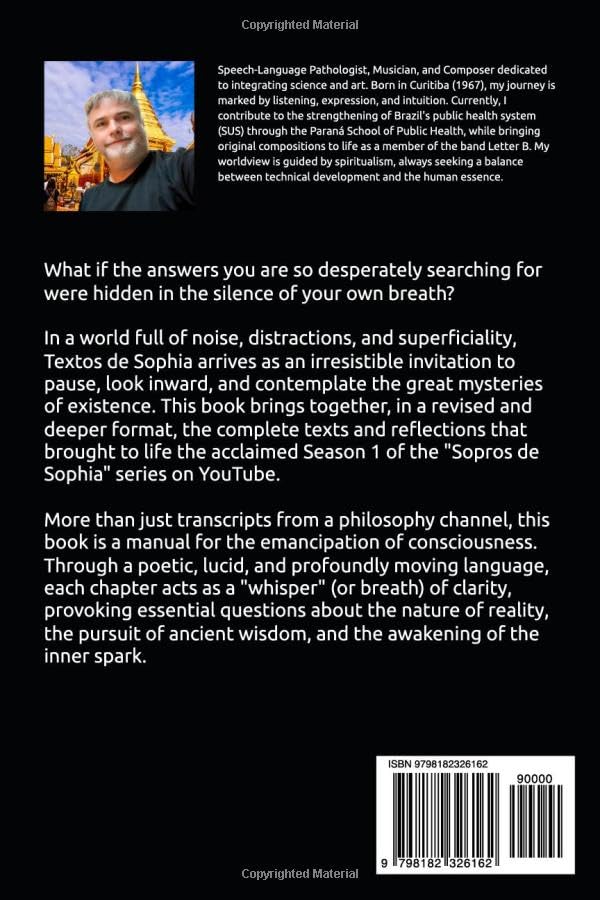 Copyrighted Material
Speech-Language Pathologist, Musician, and Composer dedicated
to integrating science and art. Born in Curitiba (1967), my journey is
marked by listening, expression, and intuition. Currently, I
contribute to the strengthening of Brazil's public health system
(SUS) through the Paraná School of Public Health, while bringing
original compositions to life as a member of the band Letter B. My
worldview is guided by spiritualism, always seeking a balance
between technical development and the human essence.
What if the answers you are so desperately searching for
were hidden in the silence of your own breath?
In a world full of noise, distractions, and superficiality,
Textos de Sophia arrives as an irresistible invitation to
pause, look inward, and contemplate the great mysteries
of existence. This book brings together, in a revised and
deeper format, the complete texts and reflections that
brought to life the acclaimed Season 1 of the "Sopros de
Sophia" series on YouTube.
More than just transcripts from a philosophy channel, this
book is a manual for the emancipation of consciousness.
Through a poetic, lucid, and profoundly moving language,
each chapter acts as a "whisper" (or breath) of clarity,
provoking essential questions about the nature of reality,
the pursuit of ancient wisdom, and the awakening of the
inner spark.
ISBN 9798182326162
90000
9 798182 326162
Copyrighted Material